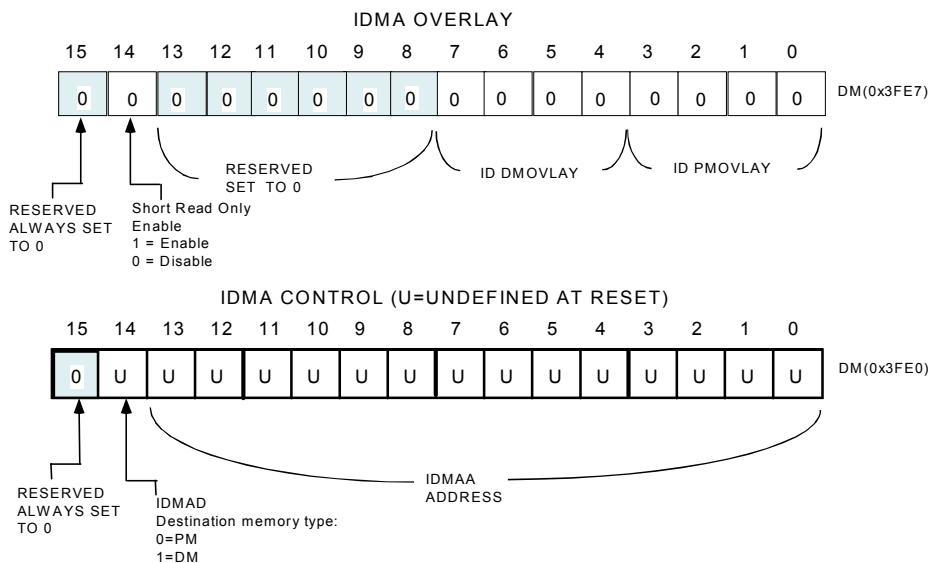 IDMA OVERLAY
15 14 13 12 11 10 9 8 7 6 5 4 3 2 1 0
0 0 0 0 0 0 0 0 0 0 0 0 0 0 0 0
DM(0x3FE7)
RESERVED
SET TO 0
ID DMOVLAY
ID PMOVLAY
RESERVED
ALWAYS SET
TO 0
Short Read Only
Enable
1 = Enable
0 = Disable
IDMA CONTROL (U=UNDEFINED AT RESET)
15 14 13 12 11 10 9 8 7 6 5 4 3 2 1 0
0 U U U U U U U U U U U U U U U
DM(0x3FE0)
IDMAA
ADDRESS
RESERVED
ALWAYS SET
TO 0
IDMAD
Destination memory type:
0=PM
1=DM